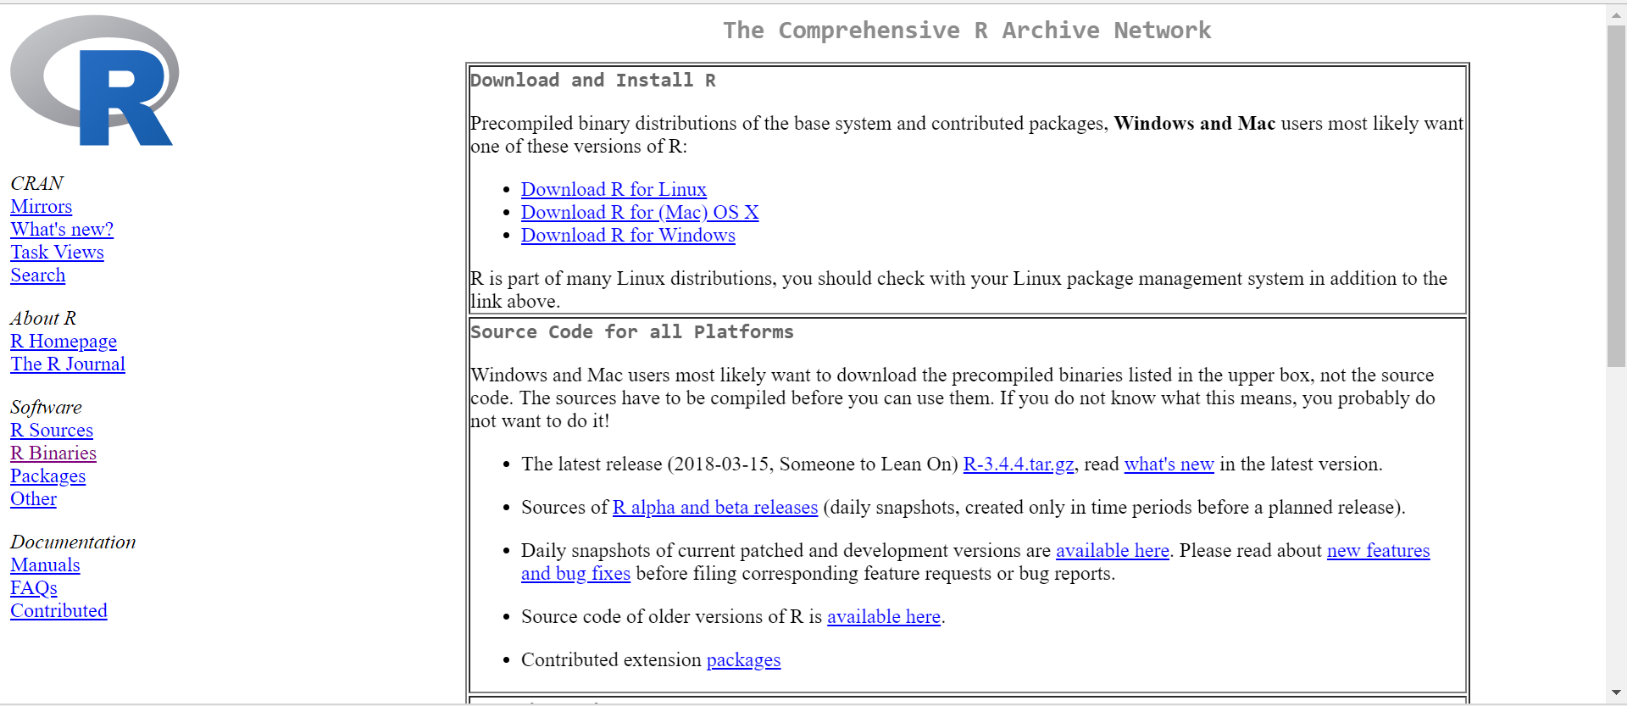 The Comprehensive R Archive Network
R
CRAN
Mirrors
What's new?
Task Views
Search
About R
R Homepage
The R Journal
Software
R Sources
R Binaries
Packages
Other
Documentation
Manuals
FAQs
Contributed
Download and Install R
Precompiled binary distributions of the base system and contributed packages, Windows and Mac users most likely want
one of these versions of R:
• Download R for Linux
• Download R for (Mac) OS X
• Download R for Windows
R is part of many Linux distributions, you should check with your Linux package management system in addition to the
link above.
Source Code for all Platforms
Windows and Mac users most likely want to download the precompiled binaries listed in the upper box, not the source
code. The sources have to be compiled before you can use them. If you do not know what this means, you probably do
not want to do it!
• The latest release (2018-03-15, Someone to Lean On) R-3.4.4.tar.gz, read what's new in the latest version.
• Sources of R alpha and beta releases (daily snapshots, created only in time periods before a planned release).
• Daily snapshots of current patched and development versions are available here. Please read about new features
and bug fixes before filing corresponding feature requests or bug reports.
• Source code of older versions of R is available here.
• Contributed extension packages